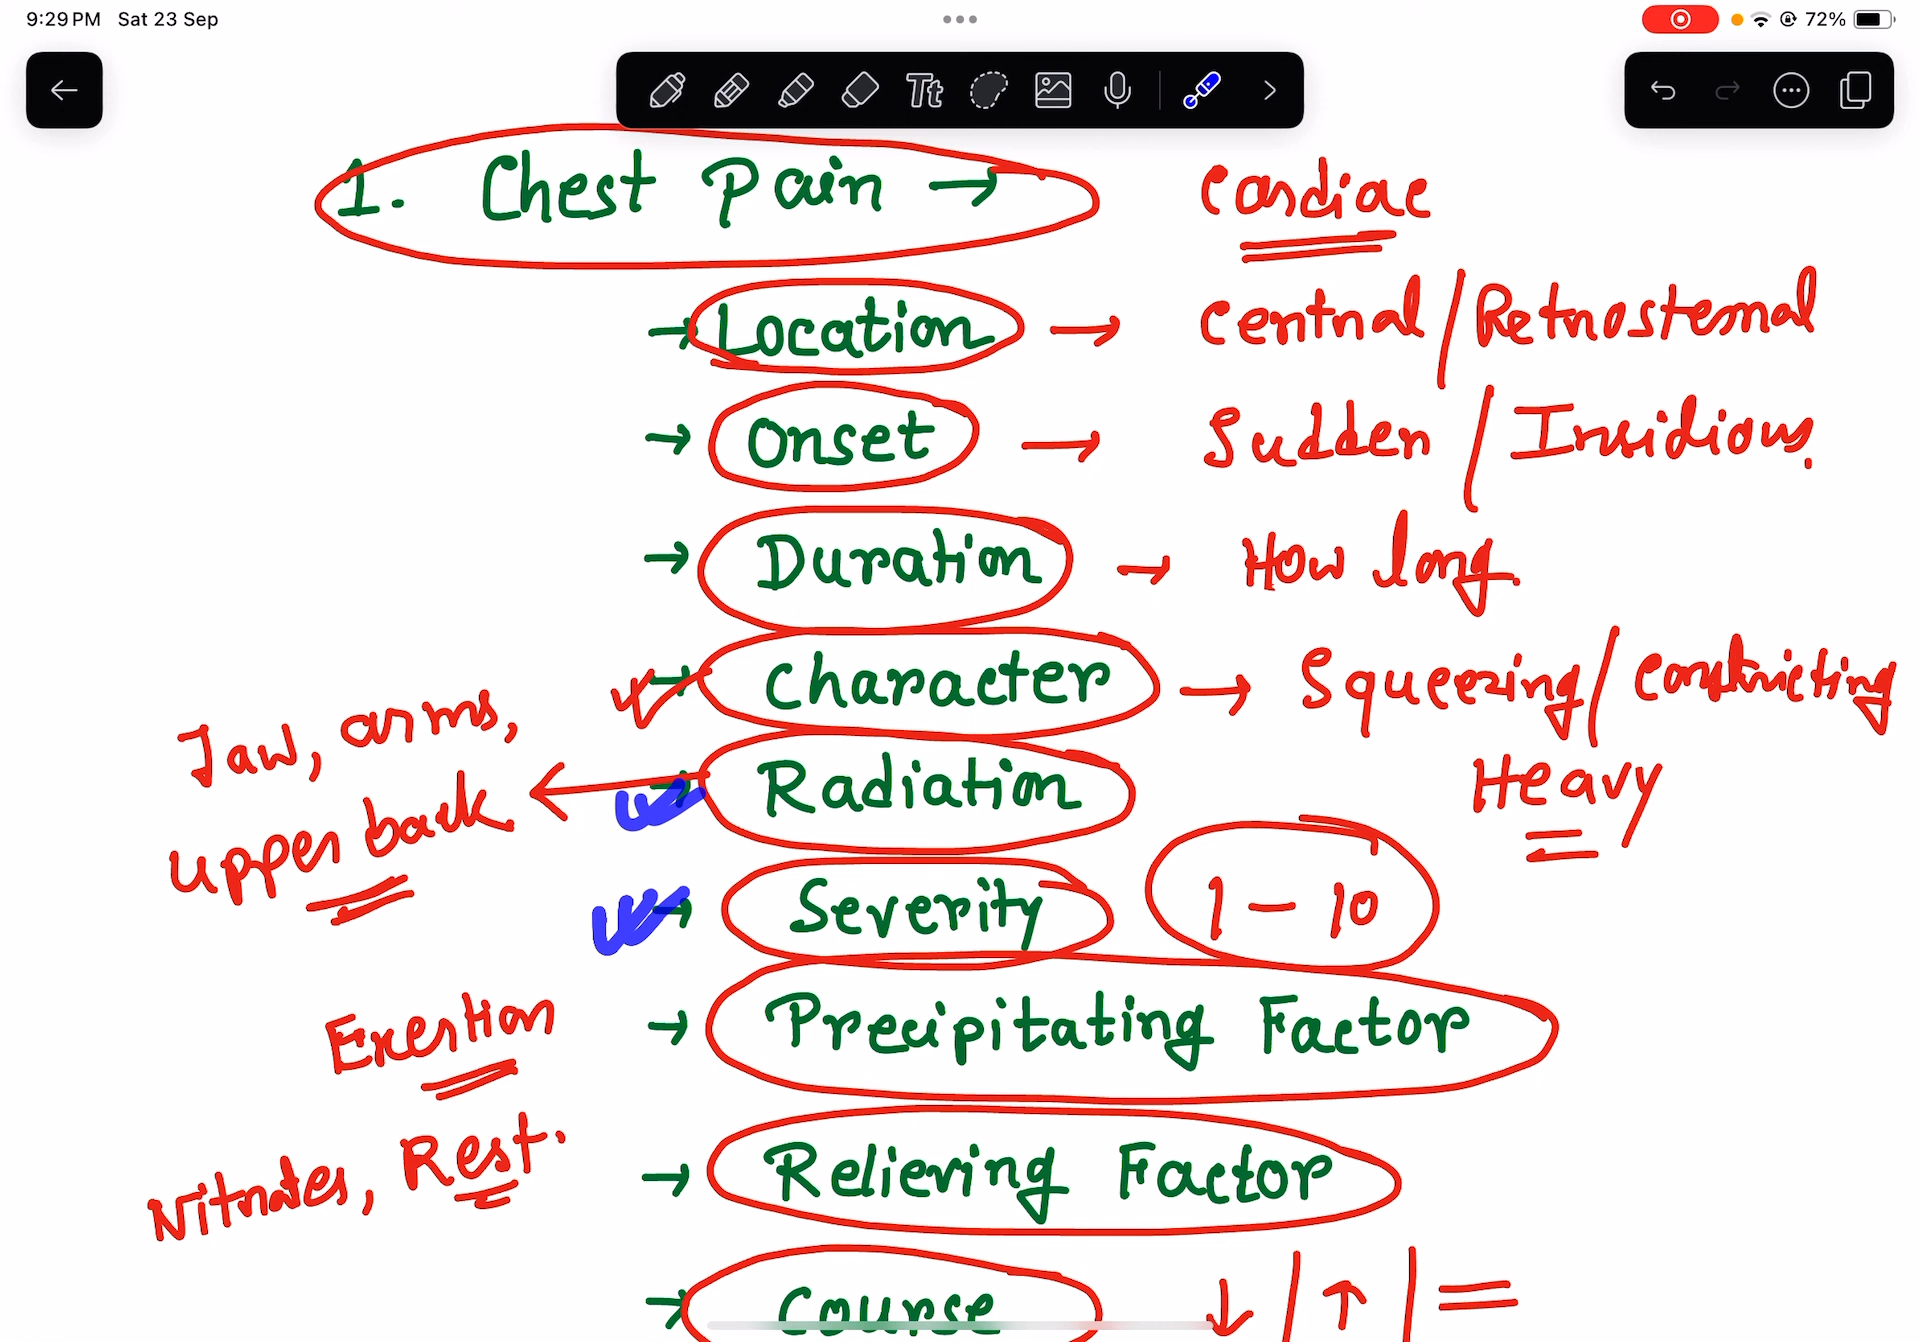 9:29 PM Sat 23 Sep 72%
Tt
1. Chest Pain → Cardiac
→ Location → Central / Retrosternal
→ Onset → Sudden / Insidious.
→ Duration → How long.
→ Character → Squeezing / Constricting
Heavy
→ Radiation
Jaw, arms,
upper back
→ Severity 1 - 10
→ Precipitating Factor
Exertion
→ Relieving Factor
Nitrates, Rest.
→ Course ↓ / ↑ / =